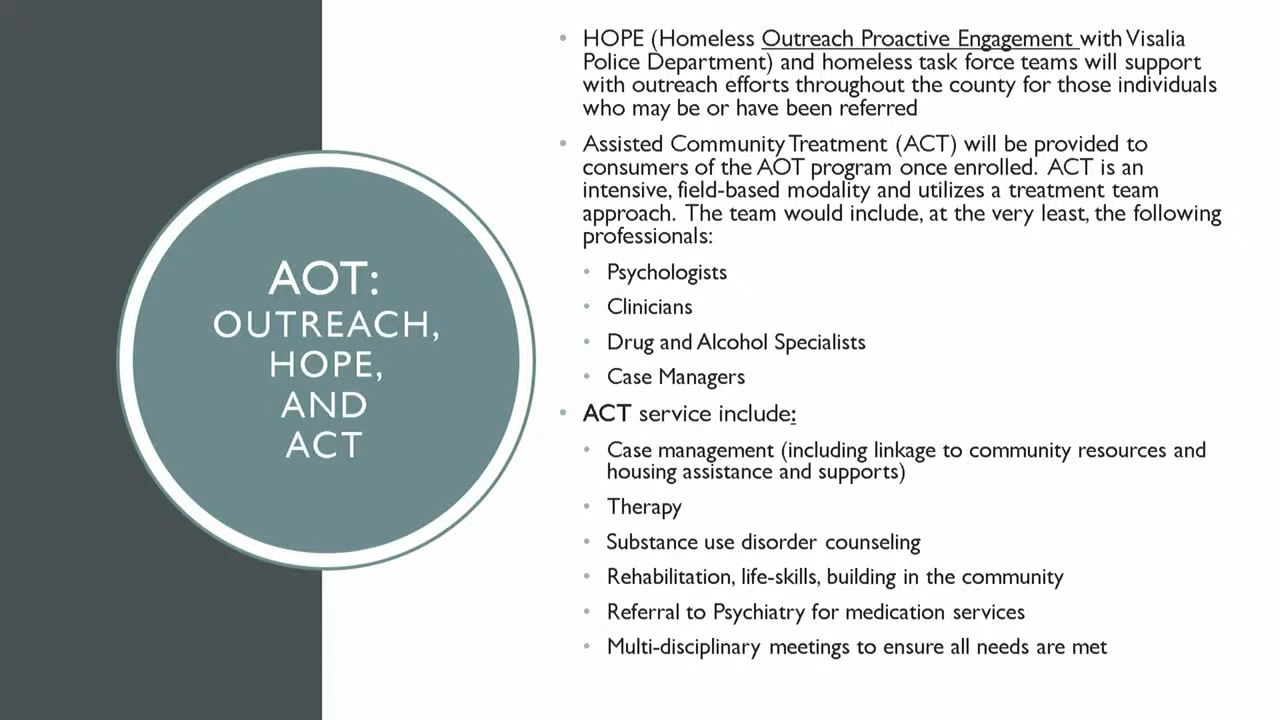 AOT:
OUTREACH,
HOPE,
AND
ACT
• HOPE (Homeless Outreach Proactive Engagement with Visalia
Police Department) and homeless task force teams will support
with outreach efforts throughout the county for those individuals
who may be or have been referred
• Assisted Community Treatment (ACT) will be provided to
consumers of the AOT program once enrolled. ACT is an
intensive, field-based modality and utilizes a treatment team
approach. The team would include, at the very least, the following
professionals:
• Psychologists
• Clinicians
• Drug and Alcohol Specialists
• Case Managers
• ACT service include:
• Case management (including linkage to community resources and
housing assistance and supports)
• Therapy
• Substance use disorder counseling
• Rehabilitation, life-skills, building in the community
• Referral to Psychiatry for medication services
• Multi-disciplinary meetings to ensure all needs are met